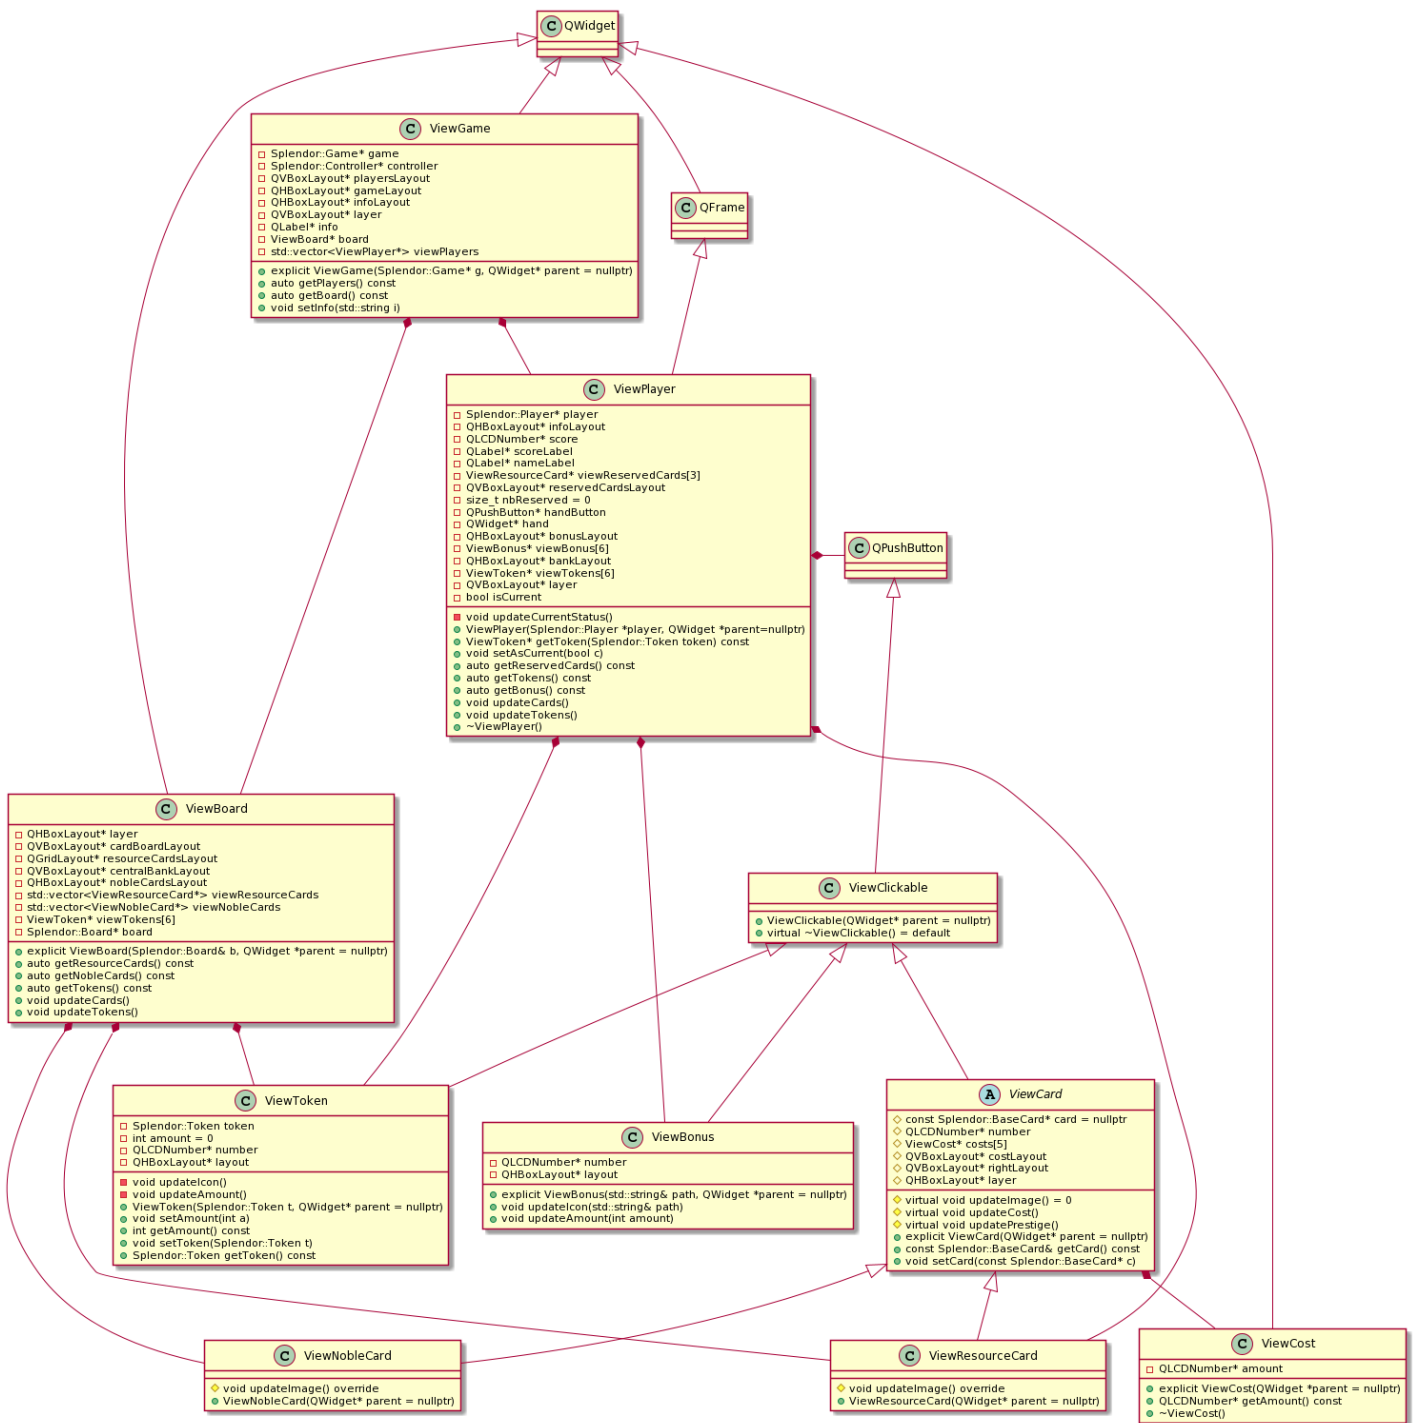 C QWidget
C ViewGame
Splendor::Game* game
Splendor::Controller* controller
QVBoxLayout* playersLayout
QHBoxLayout* gameLayout
QHBoxLayout* infoLayout
QVBoxLayout* layer
QLabel* info
ViewBoard* board
std::vector<ViewPlayer*> viewPlayers
explicit ViewGame(Splendor::Game* g, QWidget* parent = nullptr)
auto getPlayers() const
auto getBoard() const
void setInfo(std::string i)
C QFrame
C ViewPlayer
Splendor::Player* player
QHBoxLayout* infoLayout
QLCDNumber* score
QLabel* scoreLabel
QLabel* nameLabel
ViewResourceCard* viewReservedCards[3]
QVBoxLayout* reservedCardsLayout
size_t nbReserved = 0
QPushButton* handButton
QWidget* hand
QHBoxLayout* bonusLayout
ViewBonus* viewBonus[6]
QHBoxLayout* bankLayout
ViewToken* viewTokens[6]
QVBoxLayout* layer
bool isCurrent
void updateCurrentStatus()
ViewPlayer(Splendor::Player *player, QWidget *parent=nullptr)
ViewToken* getToken(Splendor::Token token) const
void setAsCurrent(bool c)
auto getReservedCards() const
auto getTokens() const
auto getBonus() const
void updateCards()
void updateTokens()
~ViewPlayer()
C QPushButton
C ViewBoard
QHBoxLayout* layer
QVBoxLayout* cardBoardLayout
QGridLayout* resourceCardsLayout
QVBoxLayout* centralBankLayout
QHBoxLayout* nobleCardsLayout
std::vector<ViewResourceCard*> viewResourceCards
std::vector<ViewNobleCard*> viewNobleCards
ViewToken* viewTokens[6]
Splendor::Board* board
explicit ViewBoard(Splendor::Board& b, QWidget *parent = nullptr)
auto getResourceCards() const
auto getNobleCards() const
auto getTokens() const
void updateCards()
void updateTokens()
C ViewClickable
ViewClickable(QWidget* parent = nullptr)
virtual ~ViewClickable() = default
C ViewToken
Splendor::Token token
int amount = 0
QLCDNumber* number
QHBoxLayout* layout
void updateIcon()
void updateAmount()
ViewToken(Splendor::Token t, QWidget* parent = nullptr)
void setAmount(int a)
int getAmount() const
void setToken(Splendor::Token t)
Splendor::Token getToken() const
C ViewBonus
QLCDNumber* number
QHBoxLayout* layout
explicit ViewBonus(std::string& path, QWidget *parent = nullptr)
void updateIcon(std::string& path)
void updateAmount(int amount)
A ViewCard
const Splendor::BaseCard* card = nullptr
QLCDNumber* number
ViewCost* costs[5]
QVBoxLayout* costLayout
QVBoxLayout* rightLayout
QHBoxLayout* layer
virtual void updateImage() = 0
virtual void updateCost()
virtual void updatePrestige()
explicit ViewCard(QWidget* parent = nullptr)
const Splendor::BaseCard& getCard() const
void setCard(const Splendor::BaseCard* c)
C ViewNobleCard
void updateImage() override
ViewNobleCard(QWidget* parent = nullptr)
C ViewResourceCard
void updateImage() override
ViewResourceCard(QWidget* parent = nullptr)
C ViewCost
QLCDNumber* amount
explicit ViewCost(QWidget *parent = nullptr)
QLCDNumber* getAmount() const
~ViewCost()